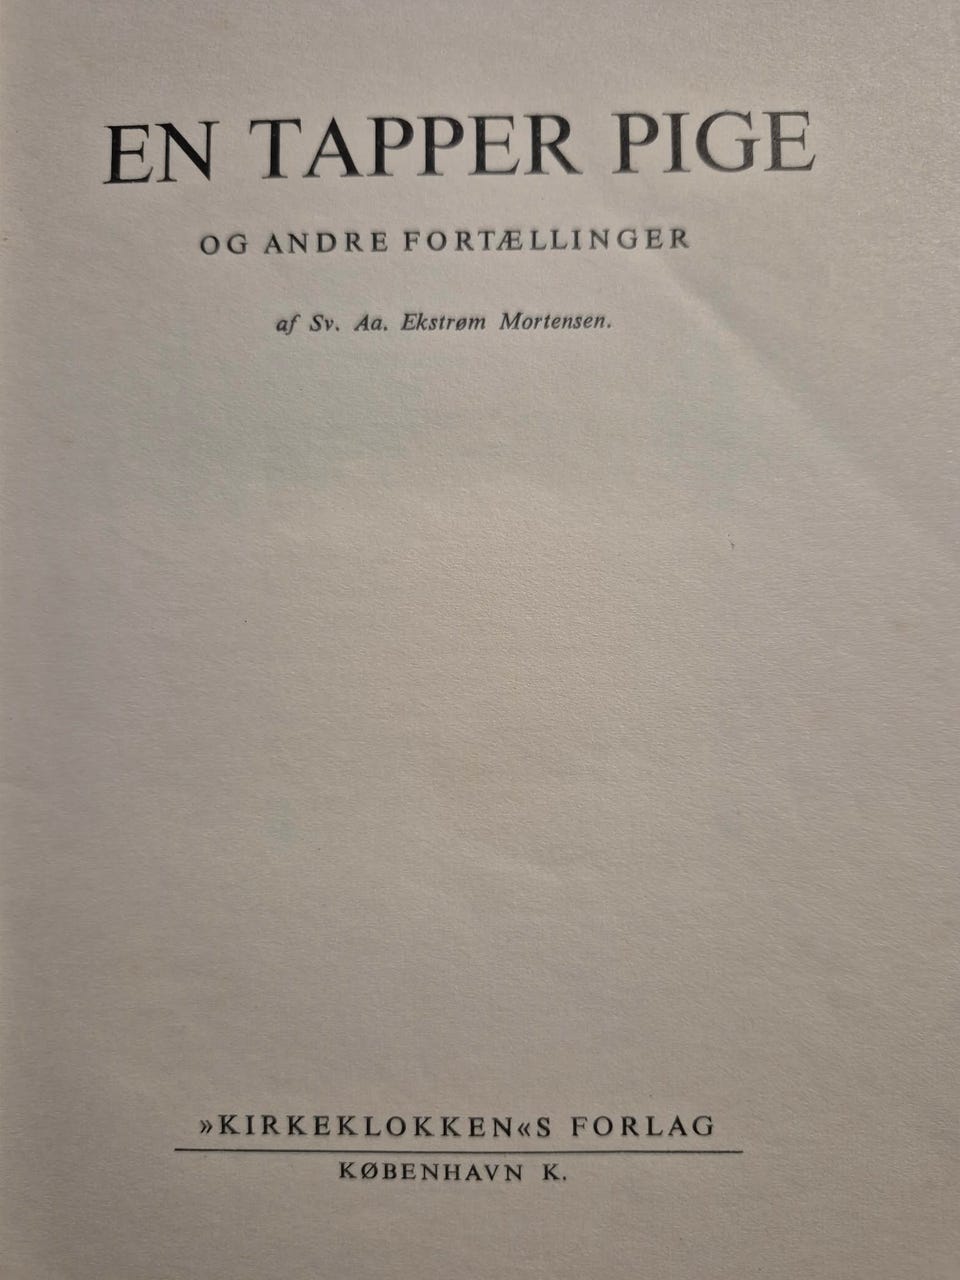 EN TAPPER PIGE
OG ANDRE FORTÆLLINGER
af Sv. Aa. Ekstrøm Mortensen.
»KIRKEKLOKKEN«S FORLAG
KØBENHAVN K.